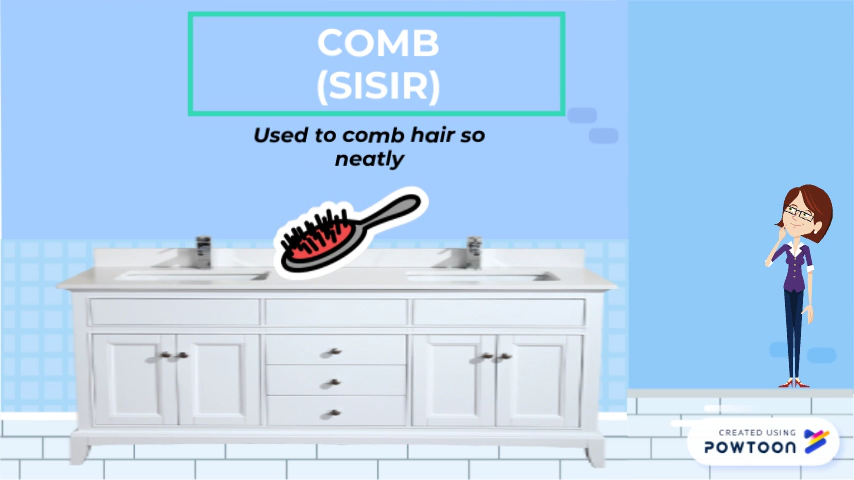 COMB
(SISIR)
Used to comb hair so
neatly
CREATED USING
POWTOON